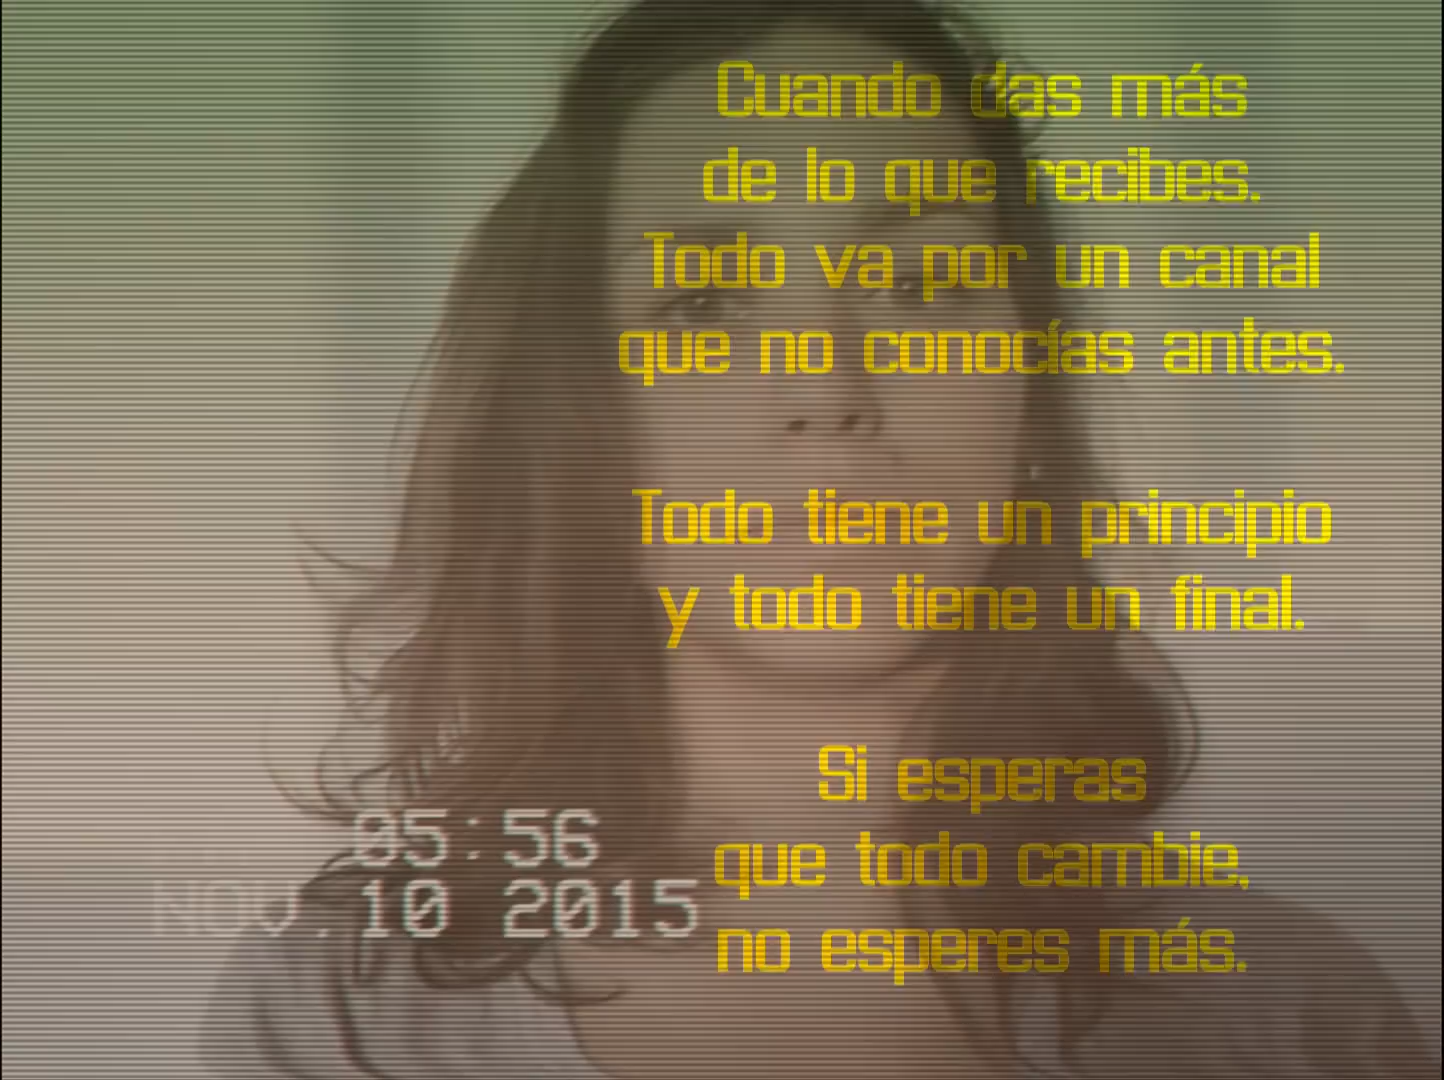 Cuando das más
de lo que recibes.
Todo va por un canal
que no conocías antes.
Todo tiene un principio
y todo tiene un final.
Si esperas
que todo cambie,
no esperes más.
05:56
NOV. 10 2015